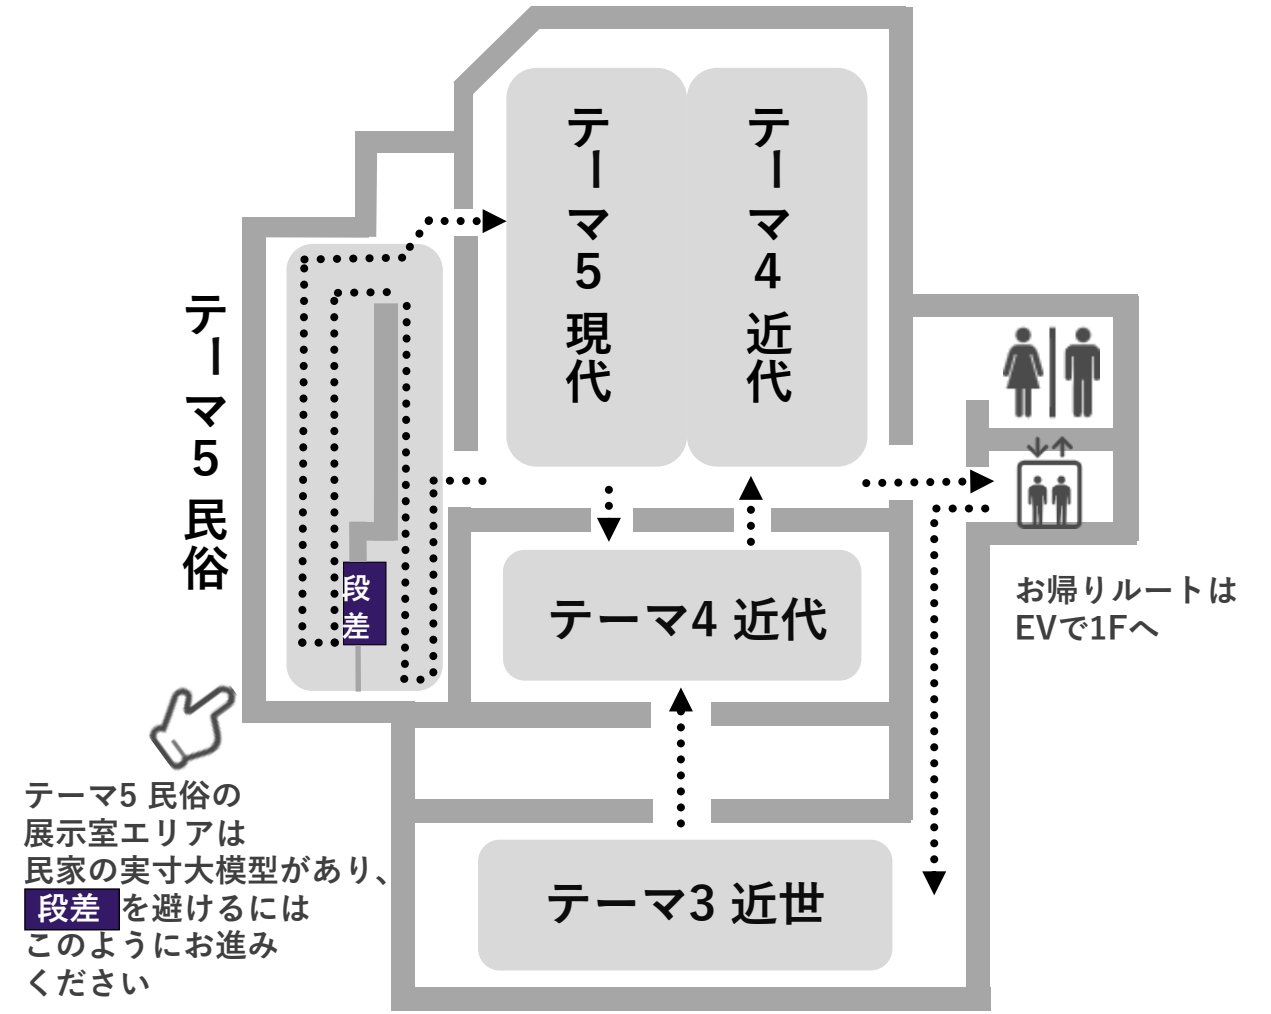 テーマ5 現代
テーマ4 近代
テーマ5 民俗
段
差
テーマ4 近代
お帰りルートは
EVで1Fへ
テーマ5 民俗の
展示室エリアは
民家の実寸大模型があり、
段差 を避けるには
このようにお進み
ください
テーマ3 近世